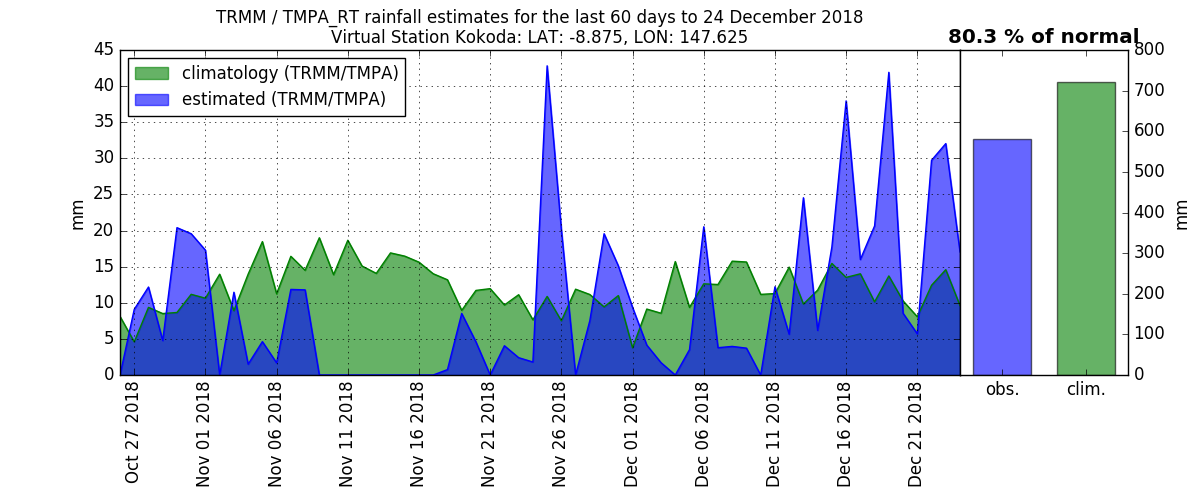 TRMM / TMPA_RT rainfall estimates for the last 60 days to 24 December 2018
Virtual Station Kokoda: LAT: -8.875, LON: 147.625
80.3 % of normal
climatology (TRMM/TMPA)
estimated (TRMM/TMPA)
45
40
35
30
25
20
15
10
5
0
mm
Oct 27 2018
Nov 01 2018
Nov 06 2018
Nov 11 2018
Nov 16 2018
Nov 21 2018
Nov 26 2018
Dec 01 2018
Dec 06 2018
Dec 11 2018
Dec 16 2018
Dec 21 2018
obs.
clim.
800
700
600
500
400
300
200
100
0
mm